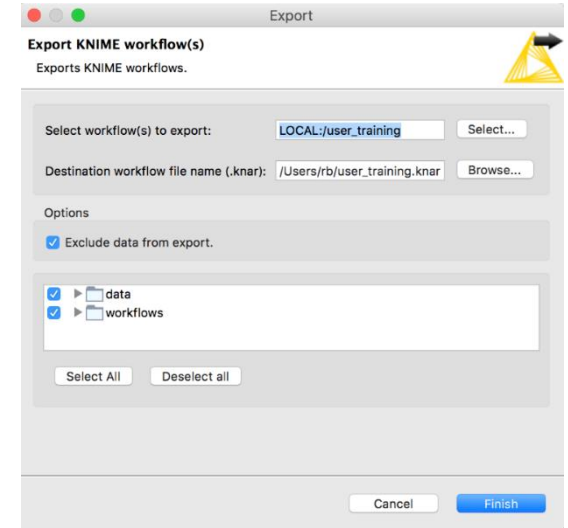 Export
Export KNIME workflow(s)
Exports KNIME workflows.
Select workflow(s) to export: LOCAL:/user_training Select...
Destination workflow file name (.knar): /Users/rb/user_training.knar Browse...
Options
Exclude data from export.
data
workflows
Select All Deselect all
Cancel Finish